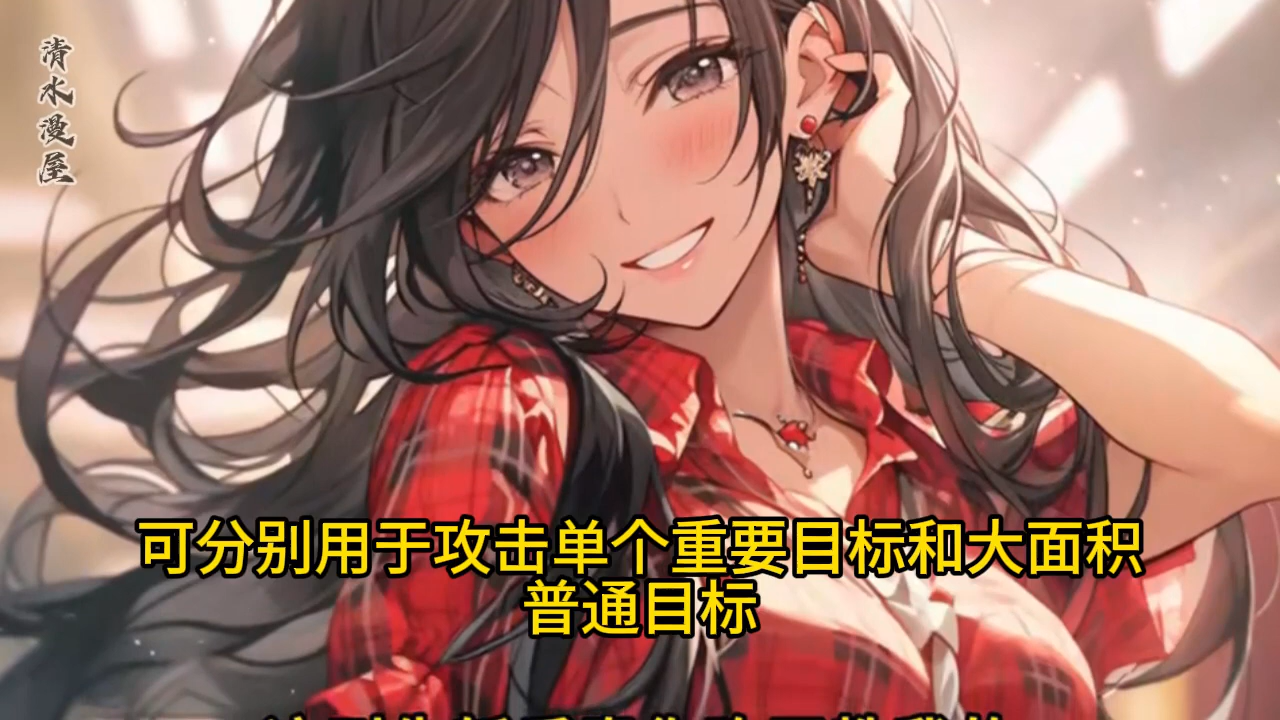 清水漫屋
可分别用于攻击单个重要目标和大面积
普通目标